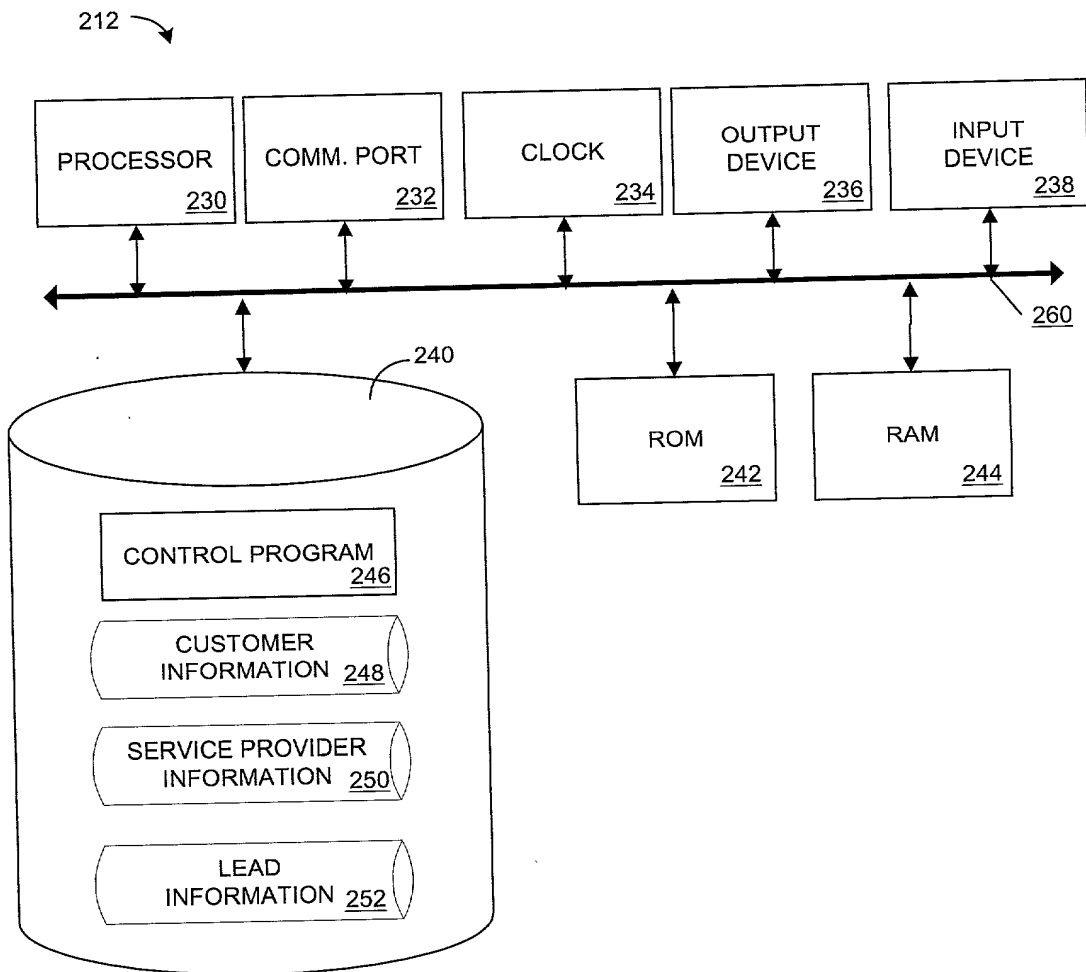 212
PROCESSOR
230
COMM. PORT
232
CLOCK
234
OUTPUT
DEVICE
236
INPUT
DEVICE
238
260
240
ROM
242
RAM
244
CONTROL PROGRAM
246
CUSTOMER
INFORMATION
248
SERVICE PROVIDER
INFORMATION
250
LEAD
INFORMATION
252